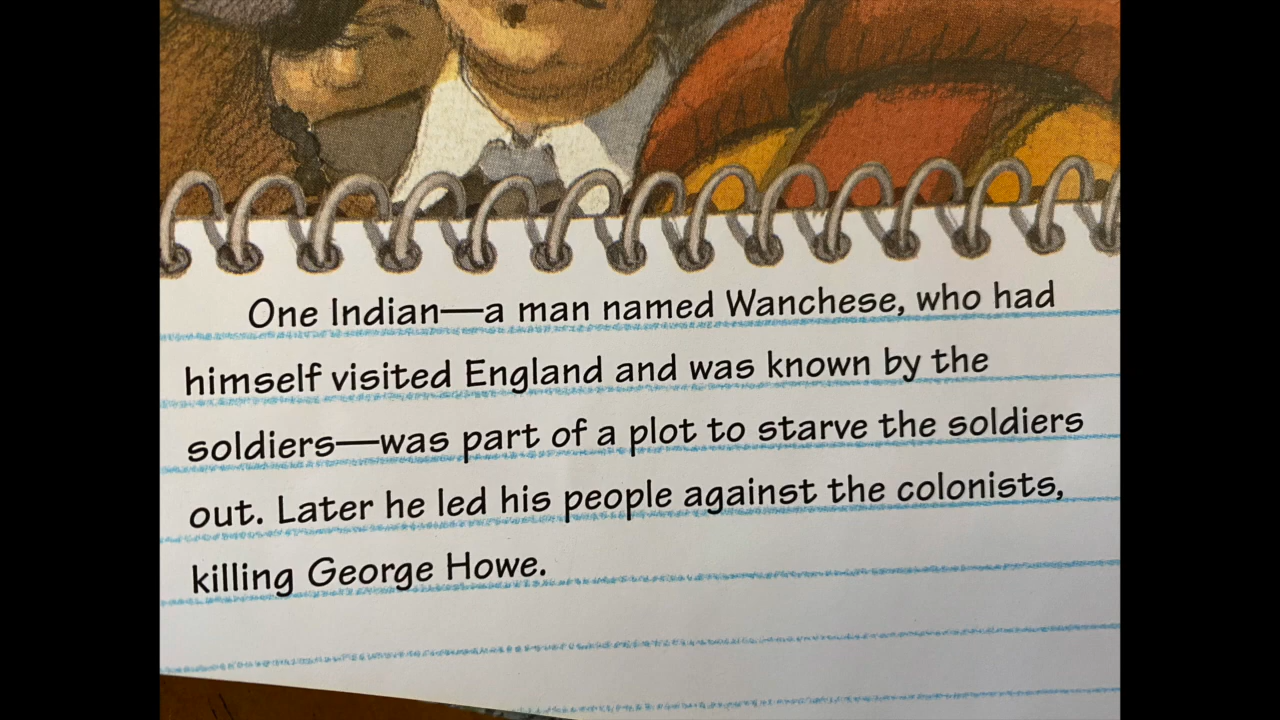 One Indian—a man named Wanchese, who had
himself visited England and was known by the
soldiers—was part of a plot to starve the soldiers
out. Later he led his people against the colonists,
killing George Howe.